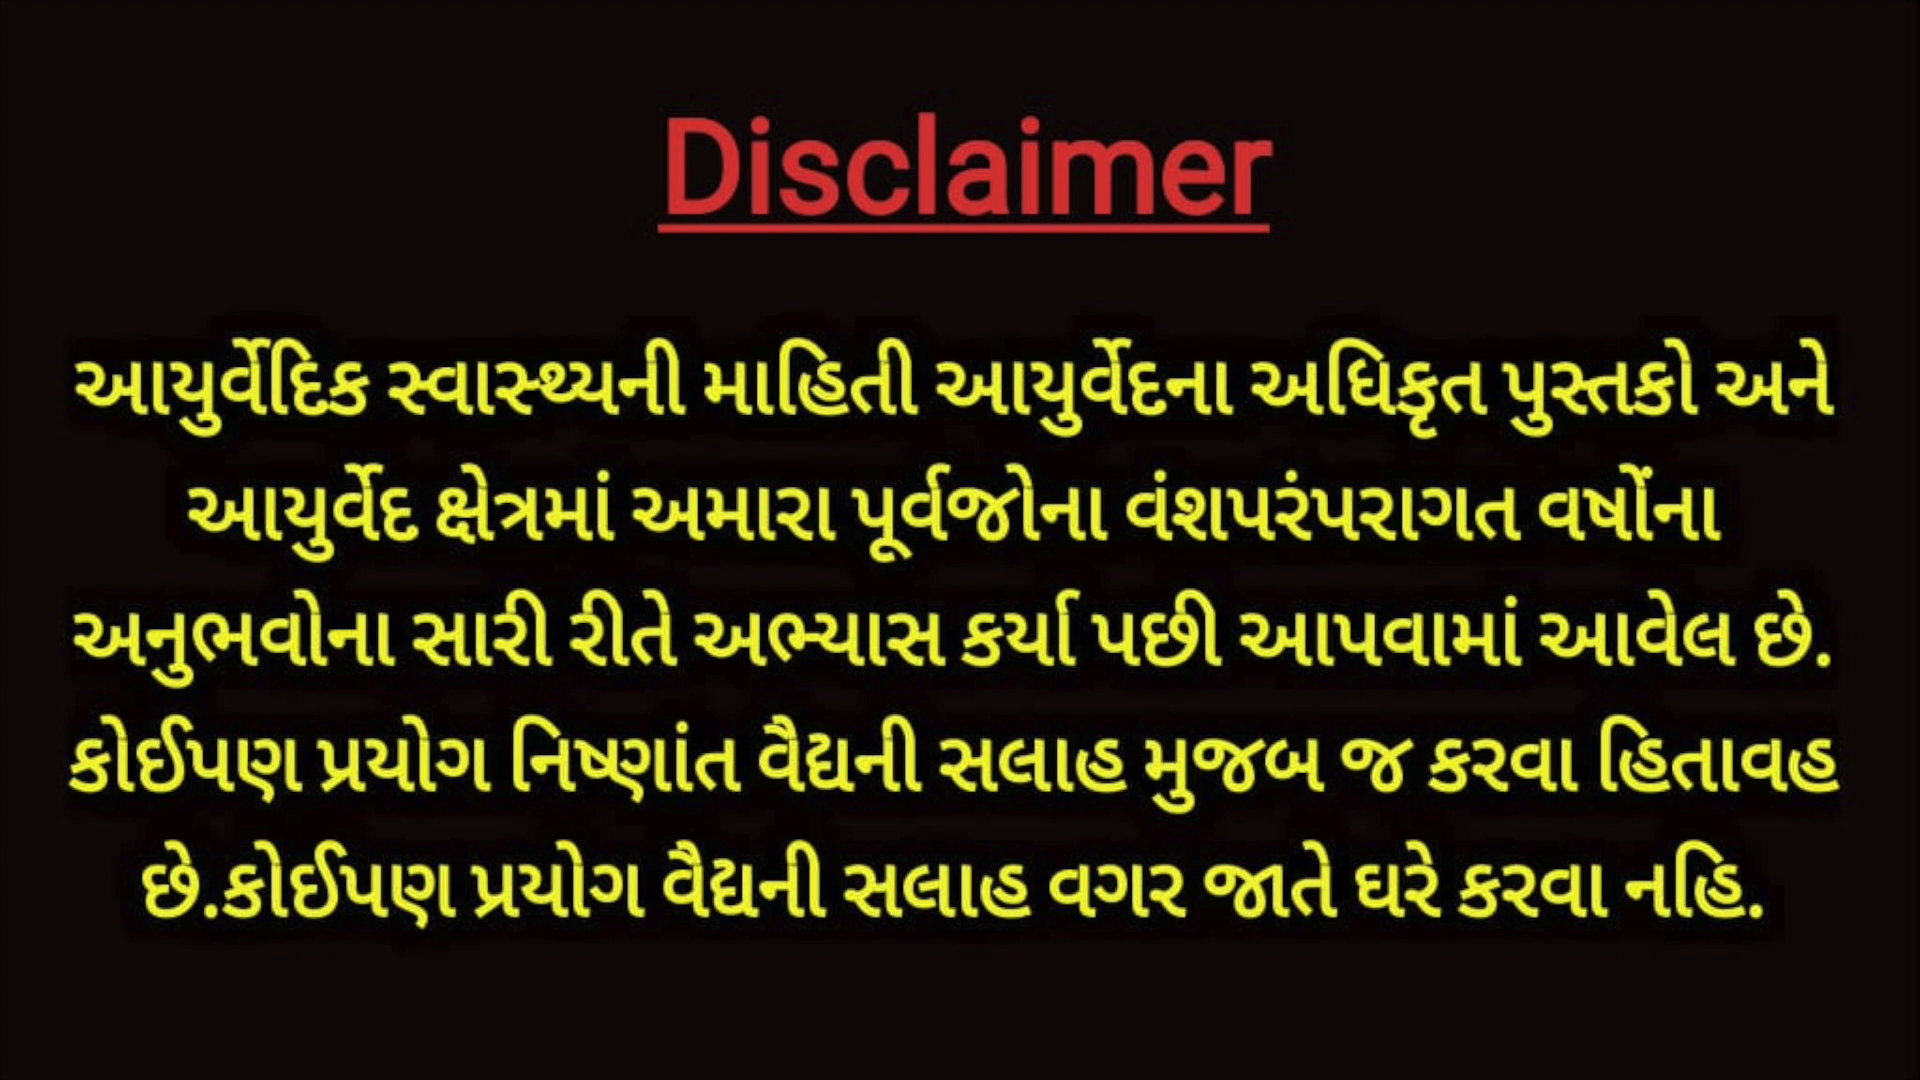 Disclaimer
આયુર્વેદિક સ્વાસ્થ્યની માહિતી આયુર્વેદના અધિકૃત પુસ્તકો અને
આયુર્વેદ ક્ષેત્રમાં અમારા પૂર્વજોના વંશપરંપરાગત વર્ષોના
અનુભવોના સારી રીતે અભ્યાસ કર્યા પછી આપવામાં આવેલ છે.
કોઈપણ પ્રયોગ નિષ્ણાંત વૈદ્યની સલાહ મુજબ જ કરવા હિતાવહ
છે.કોઈપણ પ્રયોગ વૈદ્યની સલાહ વગર જાતે ઘરે કરવા નહિ.